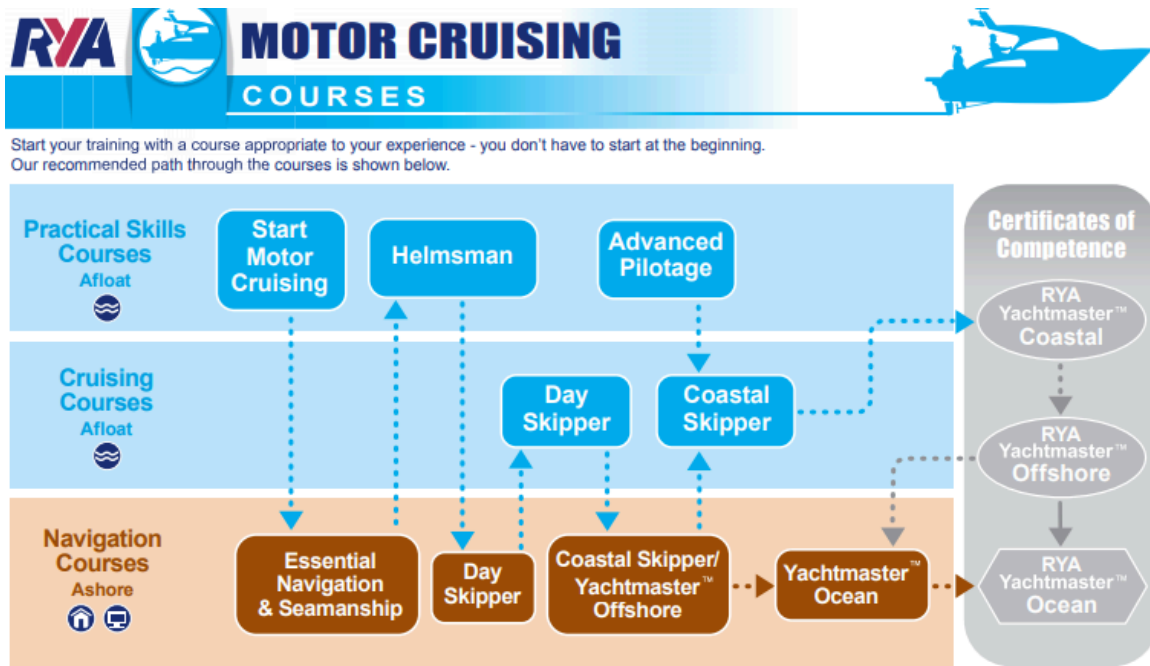 RYA
MOTOR CRUISING
COURSES
Start your training with a course appropriate to your experience - you don't have to start at the beginning.
Our recommended path through the courses is shown below.
Practical Skills
Courses
Afloat
Start
Motor
Cruising
Helmsman
Advanced
Pilotage
Cruising
Courses
Afloat
Day
Skipper
Coastal
Skipper
Navigation
Courses
Ashore
Essential
Navigation
& Seamanship
Day
Skipper
Coastal Skipper/
Yachtmaster™
Offshore
Yachtmaster™
Ocean
Certificates of
Competence
RYA
Yachtmaster™
Coastal
RYA
Yachtmaster™
Offshore
RYA
Yachtmaster™
Ocean